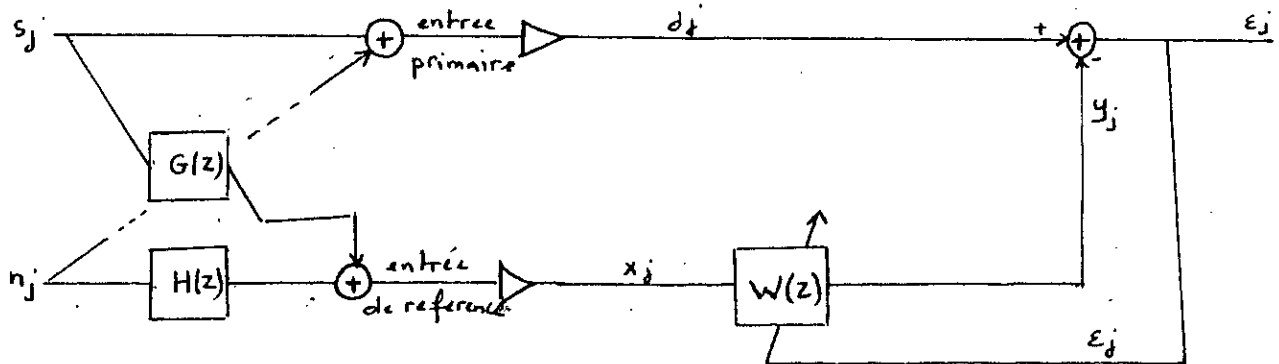 s_j
entree
primaire
d_j
+
+
+
-
ε_j
y_j
G(z)
n_j
H(z)
+
entrée
de reference
x_j
W(z)
ε_j